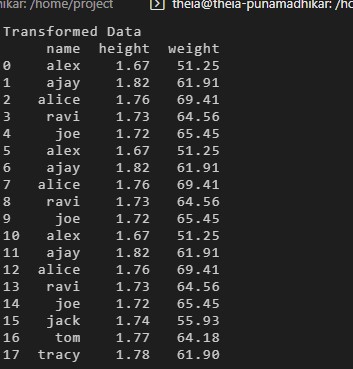 nikar: /home/project theia@theia-punamadhikar: /ho
Transformed Data
name height weight
0 alex 1.67 51.25
1 ajay 1.82 61.91
2 alice 1.76 69.41
3 ravi 1.73 64.56
4 joe 1.72 65.45
5 alex 1.67 51.25
6 ajay 1.82 61.91
7 alice 1.76 69.41
8 ravi 1.73 64.56
9 joe 1.72 65.45
10 alex 1.67 51.25
11 ajay 1.82 61.91
12 alice 1.76 69.41
13 ravi 1.73 64.56
14 joe 1.72 65.45
15 jack 1.74 55.93
16 tom 1.77 64.18
17 tracy 1.78 61.90